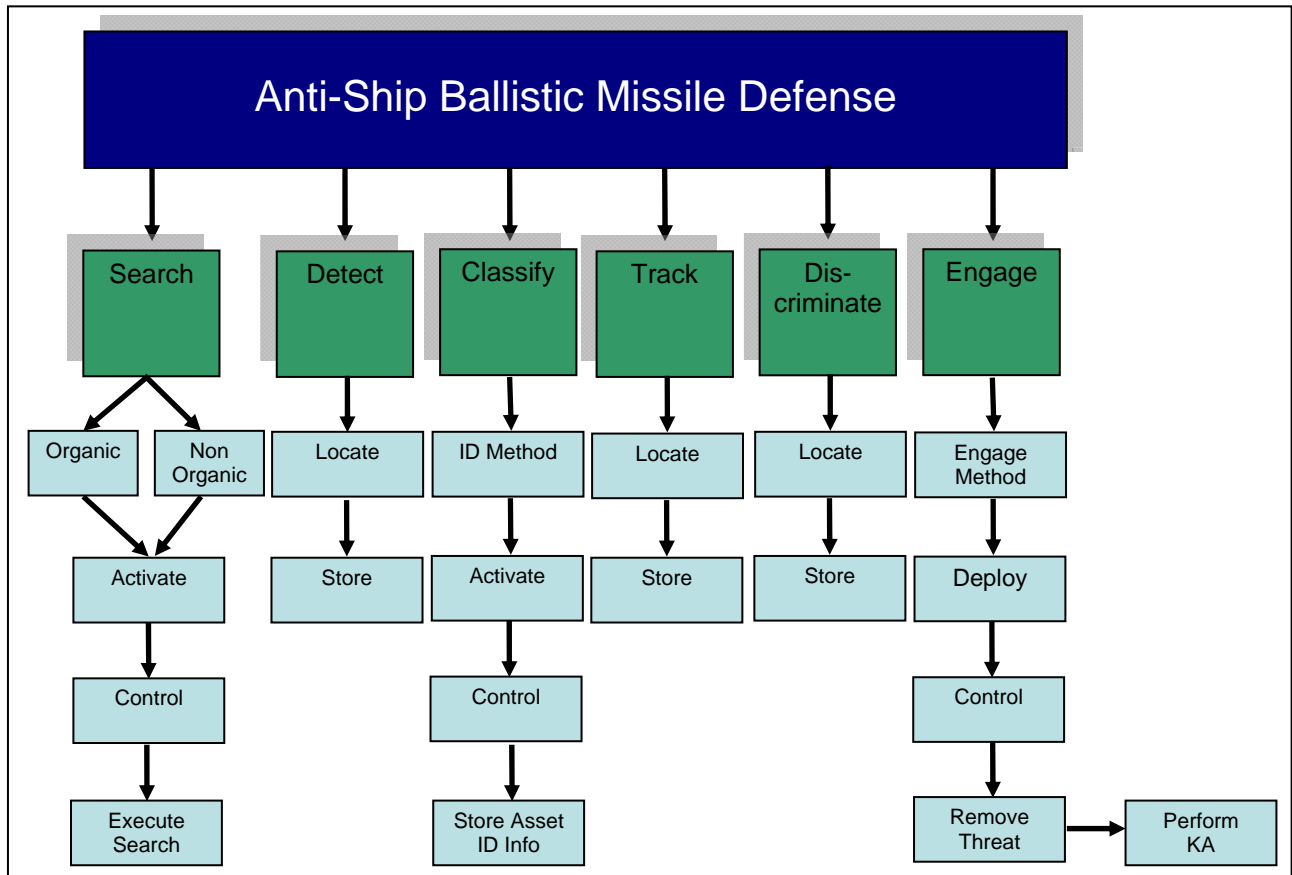 Anti-Ship Ballistic Missile Defense
Search
Detect
Classify
Track
Dis-
criminate
Engage
Organic
Non
Organic
Locate
ID Method
Locate
Locate
Engage
Method
Activate
Store
Activate
Store
Store
Deploy
Control
Control
Control
Execute
Search
Store Asset
ID Info
Remove
Threat
Perform
KA